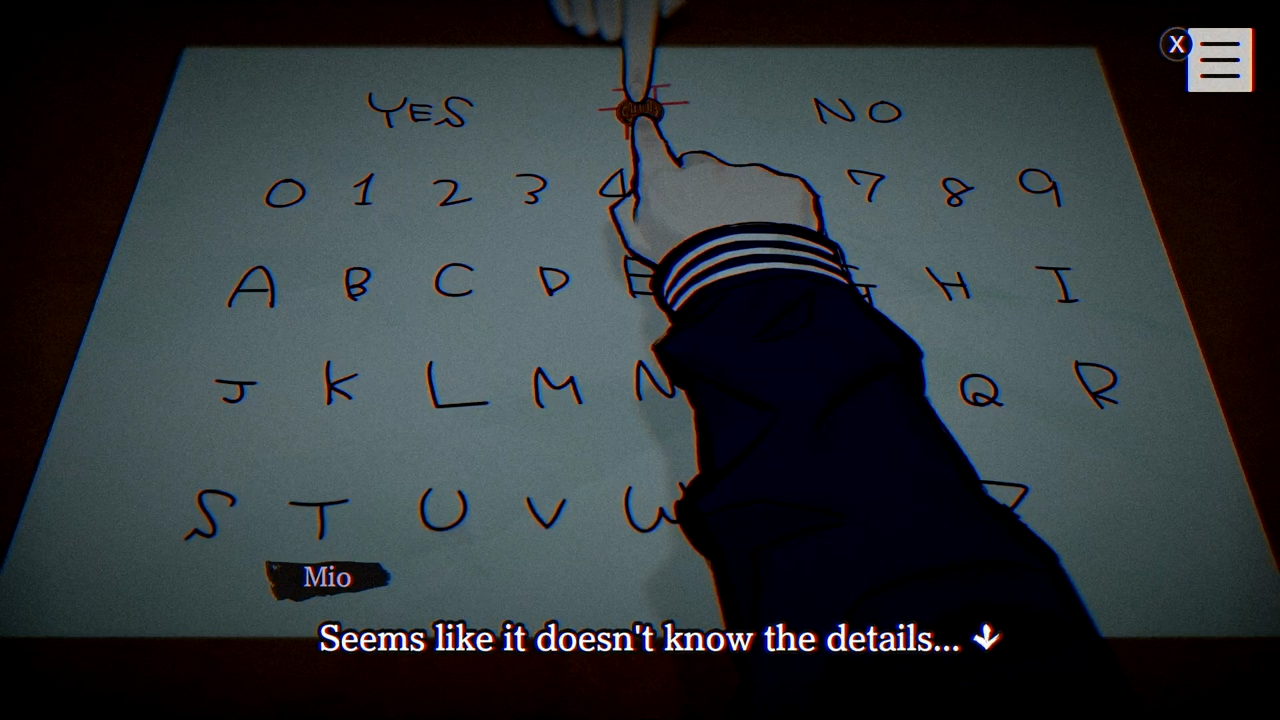 X
YES NO
0 1 2 3 4 7 8 9
A B C D E H I
J K L M N Q R
S T U V W
Mio
Seems like it doesn't know the details...